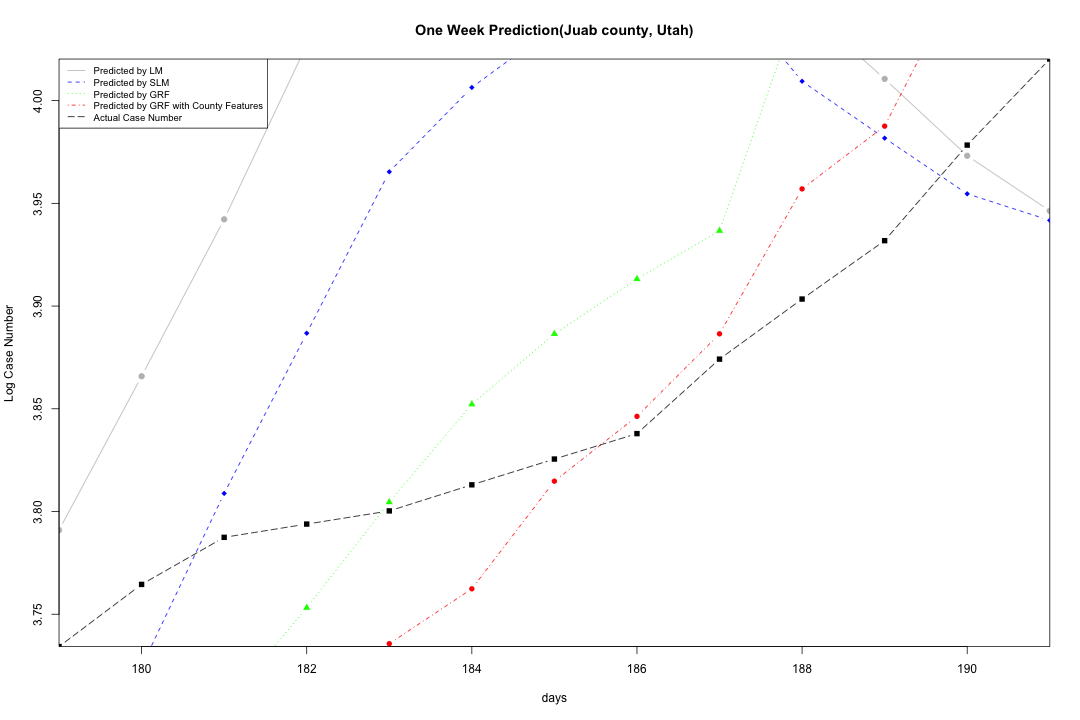 One Week Prediction(Juab county, Utah)
Predicted by LM
Predicted by SLM
Predicted by GRF
Predicted by GRF with County Features
Actual Case Number
Log Case Number
4.00
3.95
3.90
3.85
3.80
3.75
180 182 184 186 188 190
days